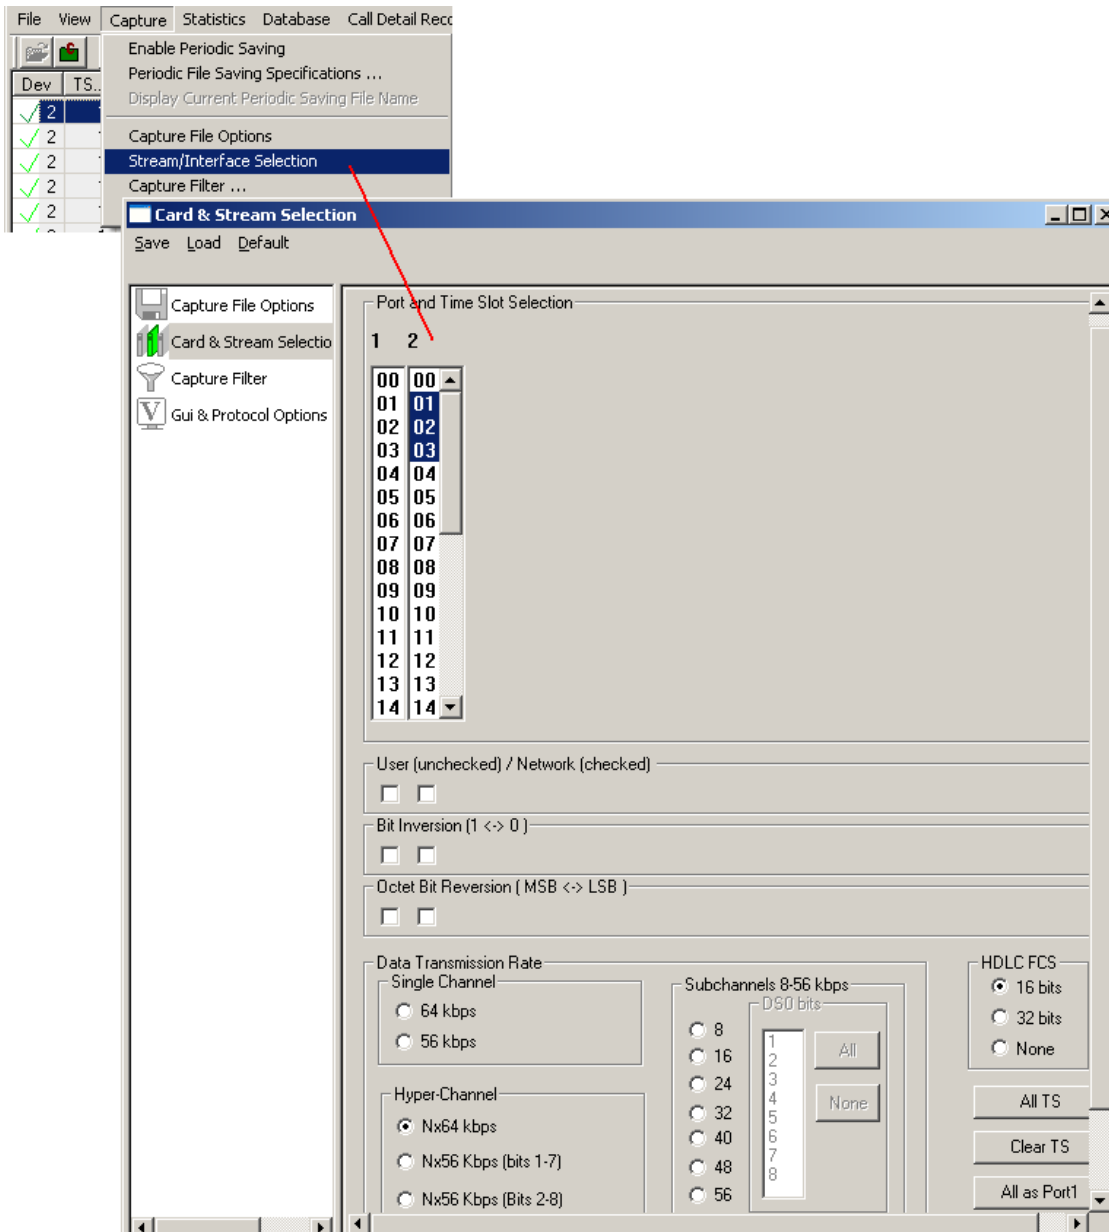 File View Capture Statistics Database Call Detail Recc
Enable Periodic Saving
Periodic File Saving Specifications ...
Display Current Periodic Saving File Name
Dev TS..
2
2
2
2
2
Capture File Options
Stream/Interface Selection
Capture Filter ...
Card & Stream Selection
Save Load Default
Capture File Options
Card & Stream Selectio
Capture Filter
Gui & Protocol Options
Port and Time Slot Selection
1 2
00 00
01 01
02 02
03 03
04 04
05 05
06 06
07 07
08 08
09 09
10 10
11 11
12 12
13 13
14 14
User (unchecked) / Network (checked)
Bit Inversion (1 <-> 0 )
Octet Bit Reversion ( MSB <-> LSB )
Data Transmission Rate
Single Channel
64 kbps
56 kbps
Hyper-Channel
Nx64 kbps
Nx56 Kbps (bits 1-7)
Nx56 Kbps (Bits 2-8)
Subchannels 8-56 kbps
8
16
24
32
40
48
56
DS0 bits
1
2
3
4
5
6
7
8
All
None
HDLC FCS
16 bits
32 bits
None
All TS
Clear TS
All as Port1